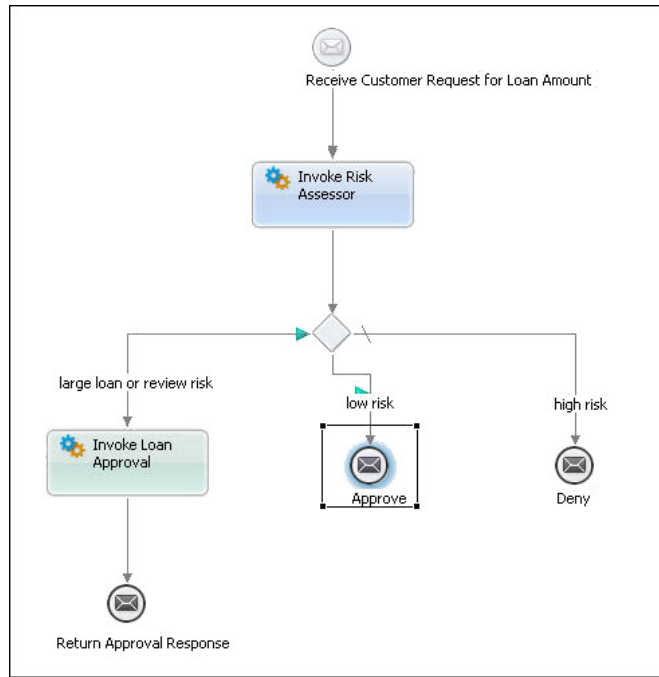 Receive Customer Request for Loan Amount
Invoke Risk
Assessor
large loan or review risk
low risk
high risk
Invoke Loan
Approval
Approve
Deny
Return Approval Response